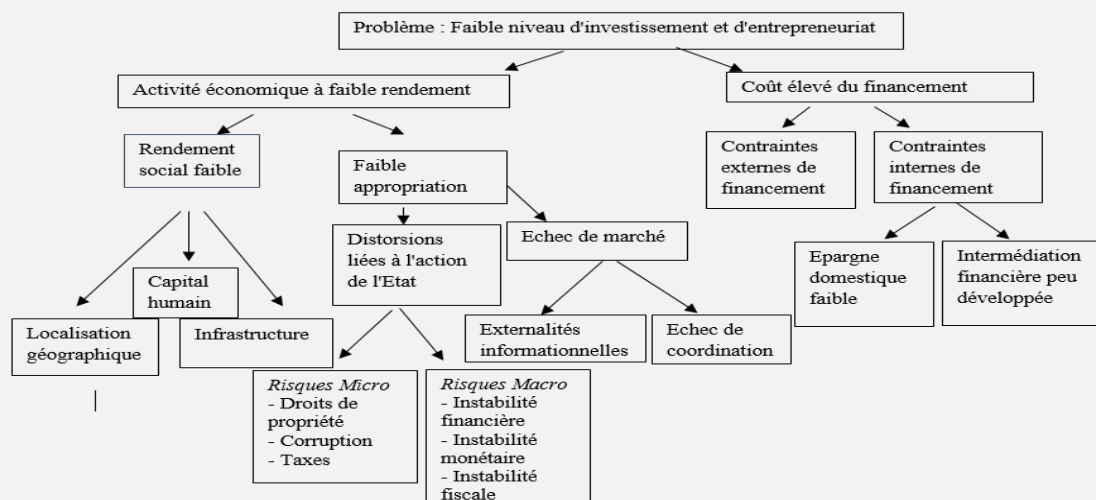 Problème : Faible niveau d'investissement et d'entrepreneuriat
Activité économique à faible rendement
Coût élevé du financement
Rendement
social faible
Faible
appropriation
Contraintes
externes de
financement
Contraintes
internes de
financement
Distorsions
liées à l'action
de l'Etat
Echec de marché
Epargne
domestique
faible
Intermédiation
financière peu
développée
Capital
humain
Localisation
géographique
Infrastructure
Externalités
informationnelles
Echec de
coordination
Risques Micro
- Droits de
propriété
- Corruption
- Taxes
Risques Macro
- Instabilité
financière
- Instabilité
monétaire
- Instabilité
fiscale